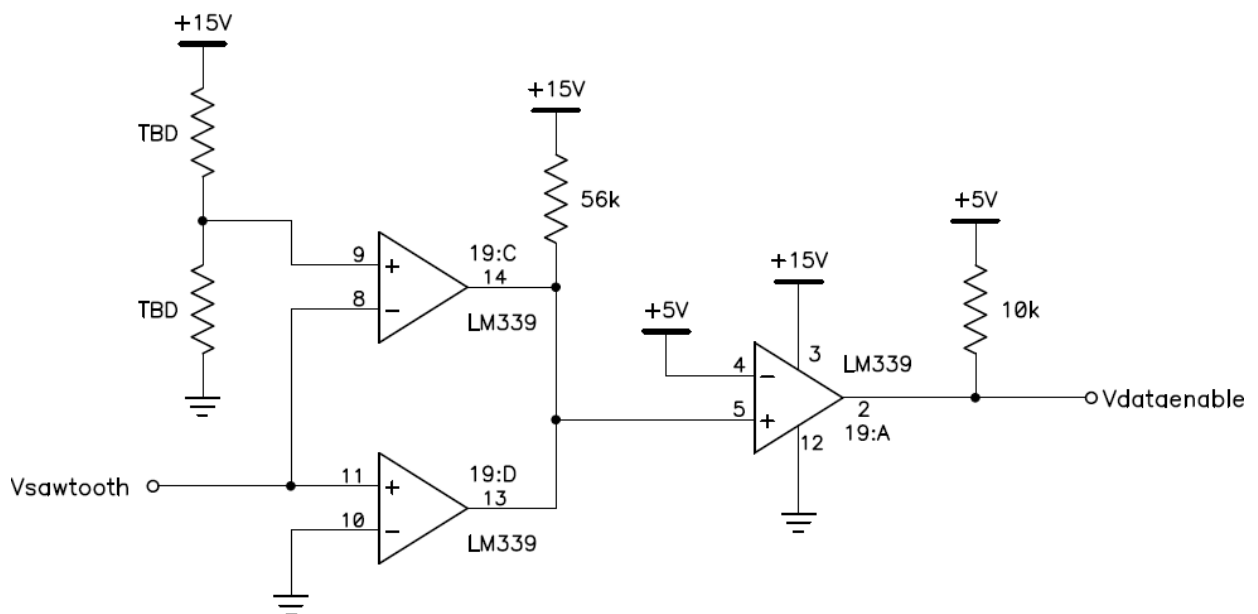 +15V
+15V
TBD
56k
+5V
9
19:C
14
+15V
8
TBD
LM339
+5V
10k
3
LM339
4
5
2
Vdataenable
12
19:A
11
19:D
13
Vsawtooth
10
LM339
+
−
+
−
−
+